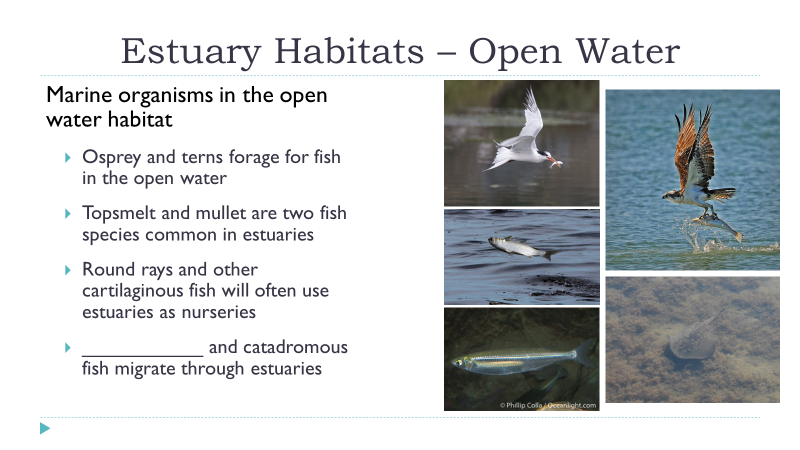 Estuary Habitats – Open Water
Marine organisms in the open
water habitat
Osprey and terns forage for fish
in the open water
Topsmelt and mullet are two fish
species common in estuaries
Round rays and other
cartilaginous fish will often use
estuaries as nurseries
____________ and catadromous
fish migrate through estuaries
© Phillip Colla / Oceanlight.com